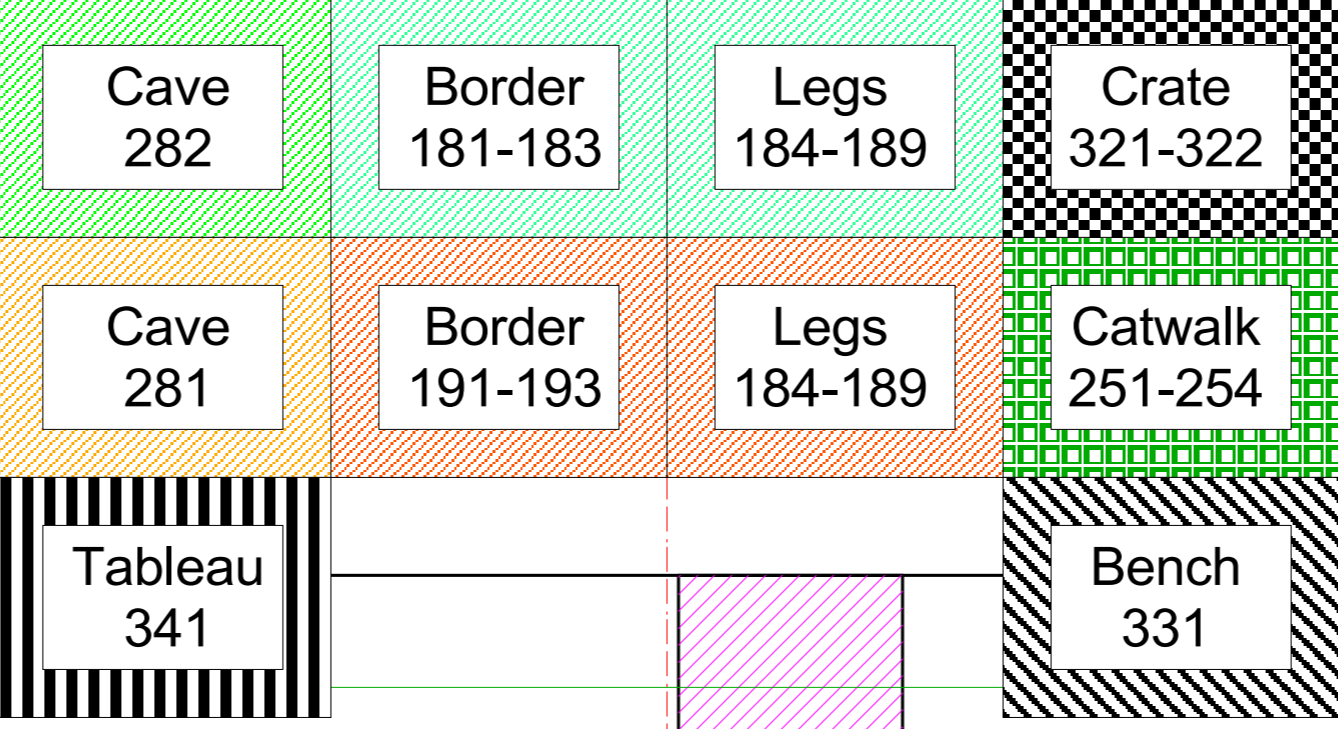 Cave
282
Border
181-183
Legs
184-189
Crate
321-322
Cave
281
Border
191-193
Legs
184-189
Catwalk
251-254
Tableau
341
Bench
331